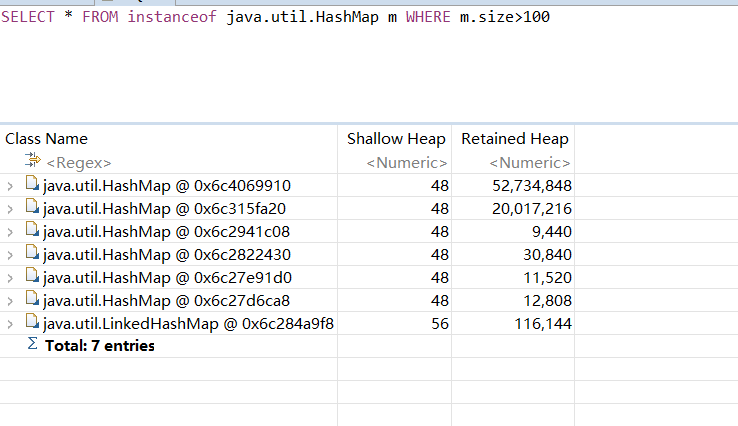 SELECT * FROM instanceof java.util.HashMap m WHERE m.size>100
Class Name Shallow Heap Retained Heap
<Regex> <Numeric> <Numeric>
java.util.HashMap @ 0x6c4069910 48 52,734,848
java.util.HashMap @ 0x6c315fa20 48 20,017,216
java.util.HashMap @ 0x6c2941c08 48 9,440
java.util.HashMap @ 0x6c2822430 48 30,840
java.util.HashMap @ 0x6c27e91d0 48 11,520
java.util.HashMap @ 0x6c27d6ca8 48 12,808
java.util.LinkedHashMap @ 0x6c284a9f8 56 116,144
Σ Total: 7 entries